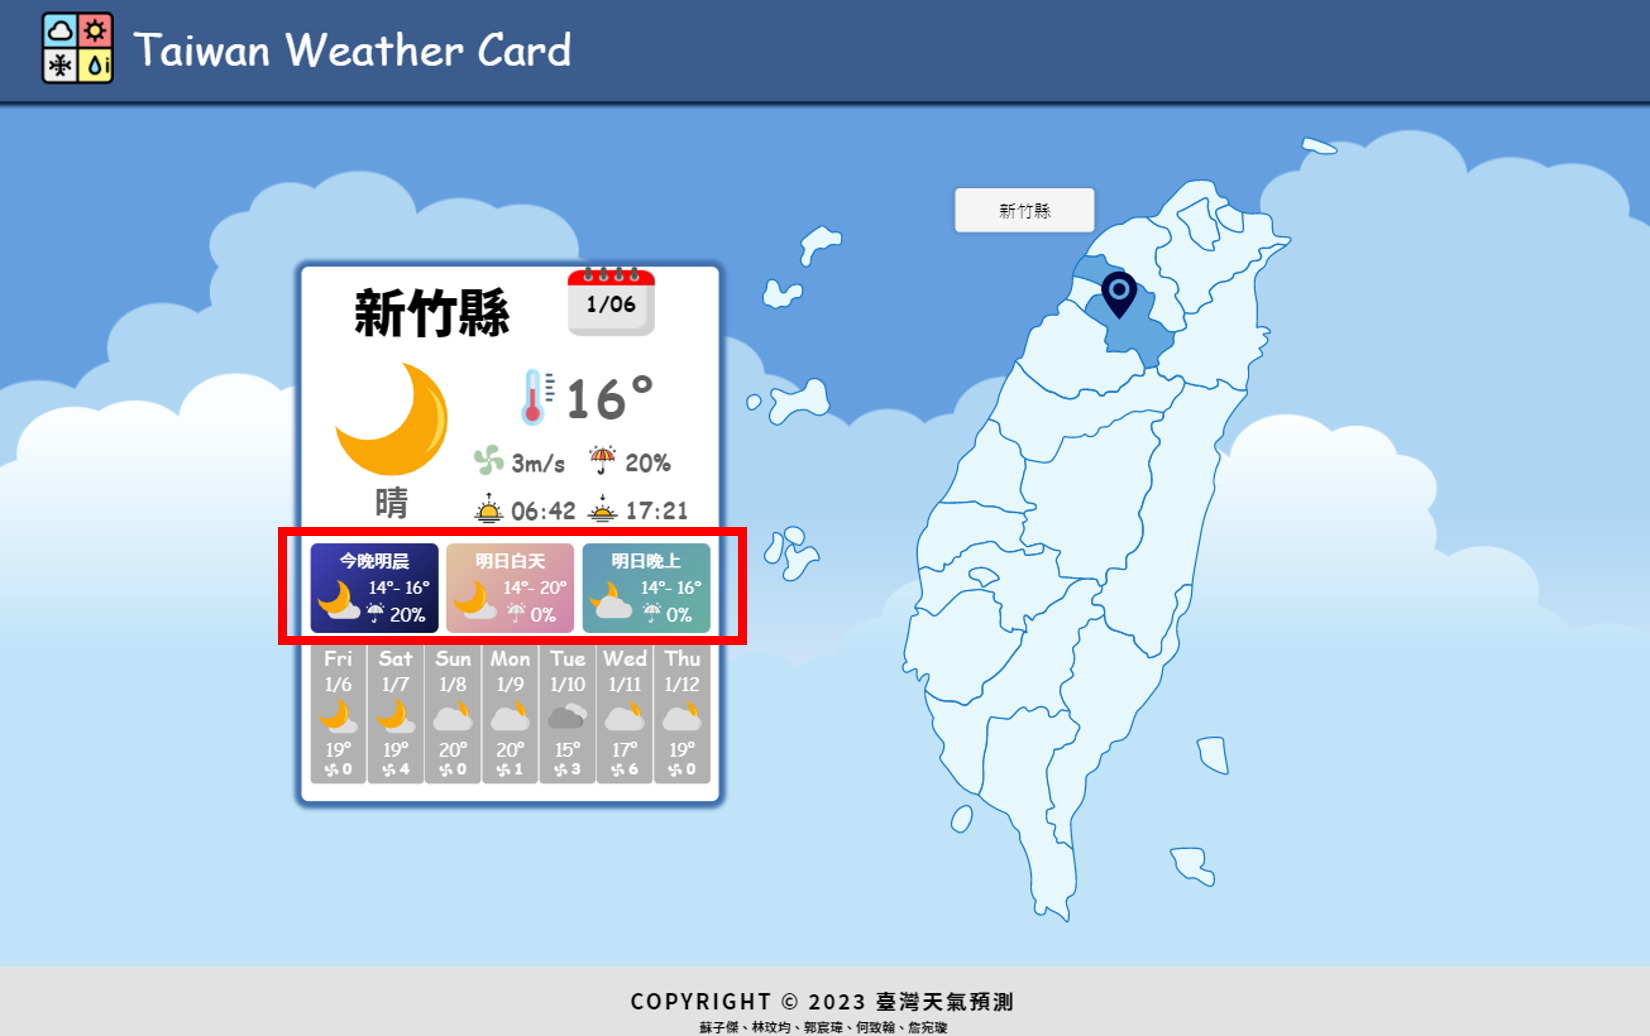 Taiwan Weather Card
新竹縣
新竹縣
1/06
16°
3m/s 20%
晴
06:42 17:21
今晚明晨 明日白天 明日晚上
14°- 16° 14°- 20° 14°- 16°
20% 0% 0%
Fri Sat Sun Mon Tue Wed Thu
1/6 1/7 1/8 1/9 1/10 1/11 1/12
19° 19° 20° 20° 15° 17° 19°
0 4 0 1 3 6 0
COPYRIGHT © 2023 臺灣天氣預測
蘇子傑、林玟均、郭宸瑋、何致翰、詹宛璇